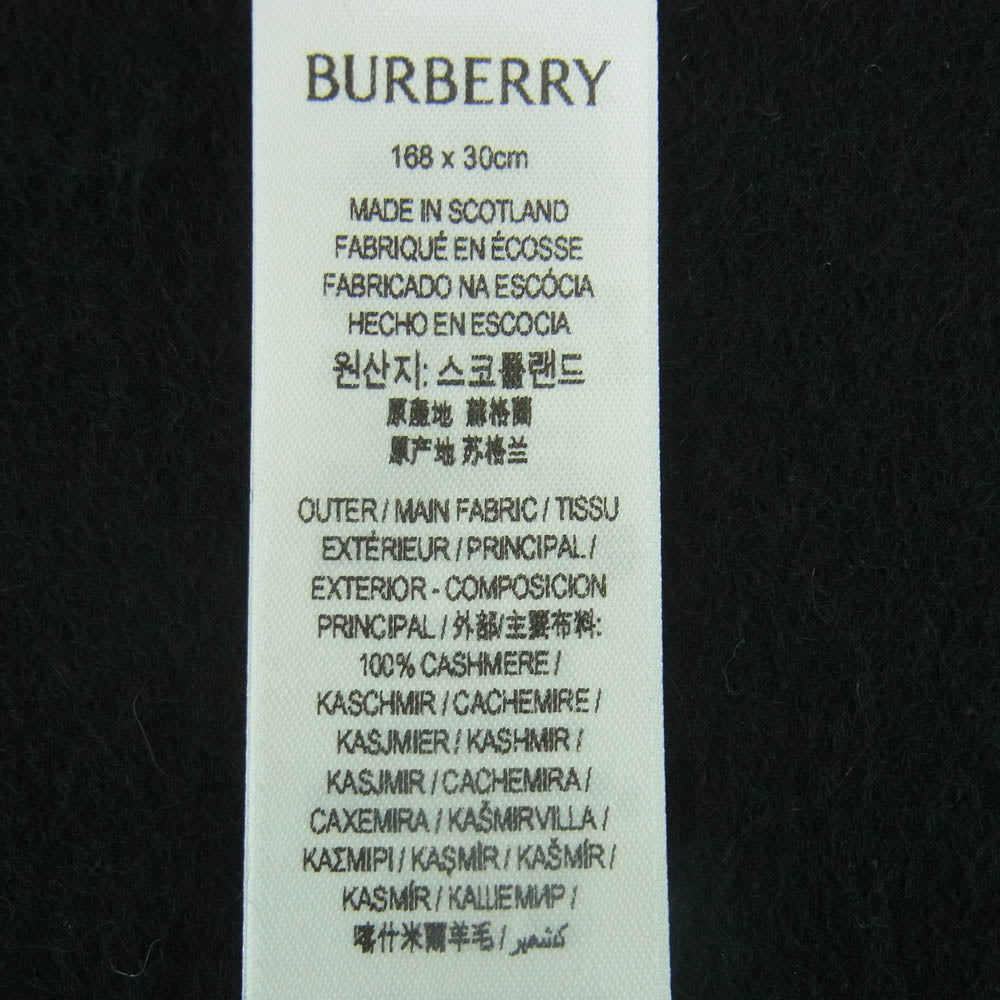 BURBERRY
168 x 30cm
MADE IN SCOTLAND
FABRIQUÉ EN ÉCOSSE
FABRICADO NA ESCÓCIA
HECHO EN ESCOCIA
원산지: 스코틀랜드
原產地 蘇格蘭
原产地 苏格兰
OUTER / MAIN FABRIC / TISSU
EXTÉRIEUR / PRINCIPAL /
EXTERIOR - COMPOSICION
PRINCIPAL / 外部/主要布料:
100% CASHMERE /
KASCHMIR / CACHEMIRE /
KASJMIER / KASHMIR /
KASJMIR / CACHEMIRA /
CAXEMIRA / KAŠMIRVILLA /
ΚΑΣΜΙΡΙ / KAŞMİR / KAŠMÍR /
KASMÍR / КАШЕМИР /
喀什米爾羊毛 / كشمير